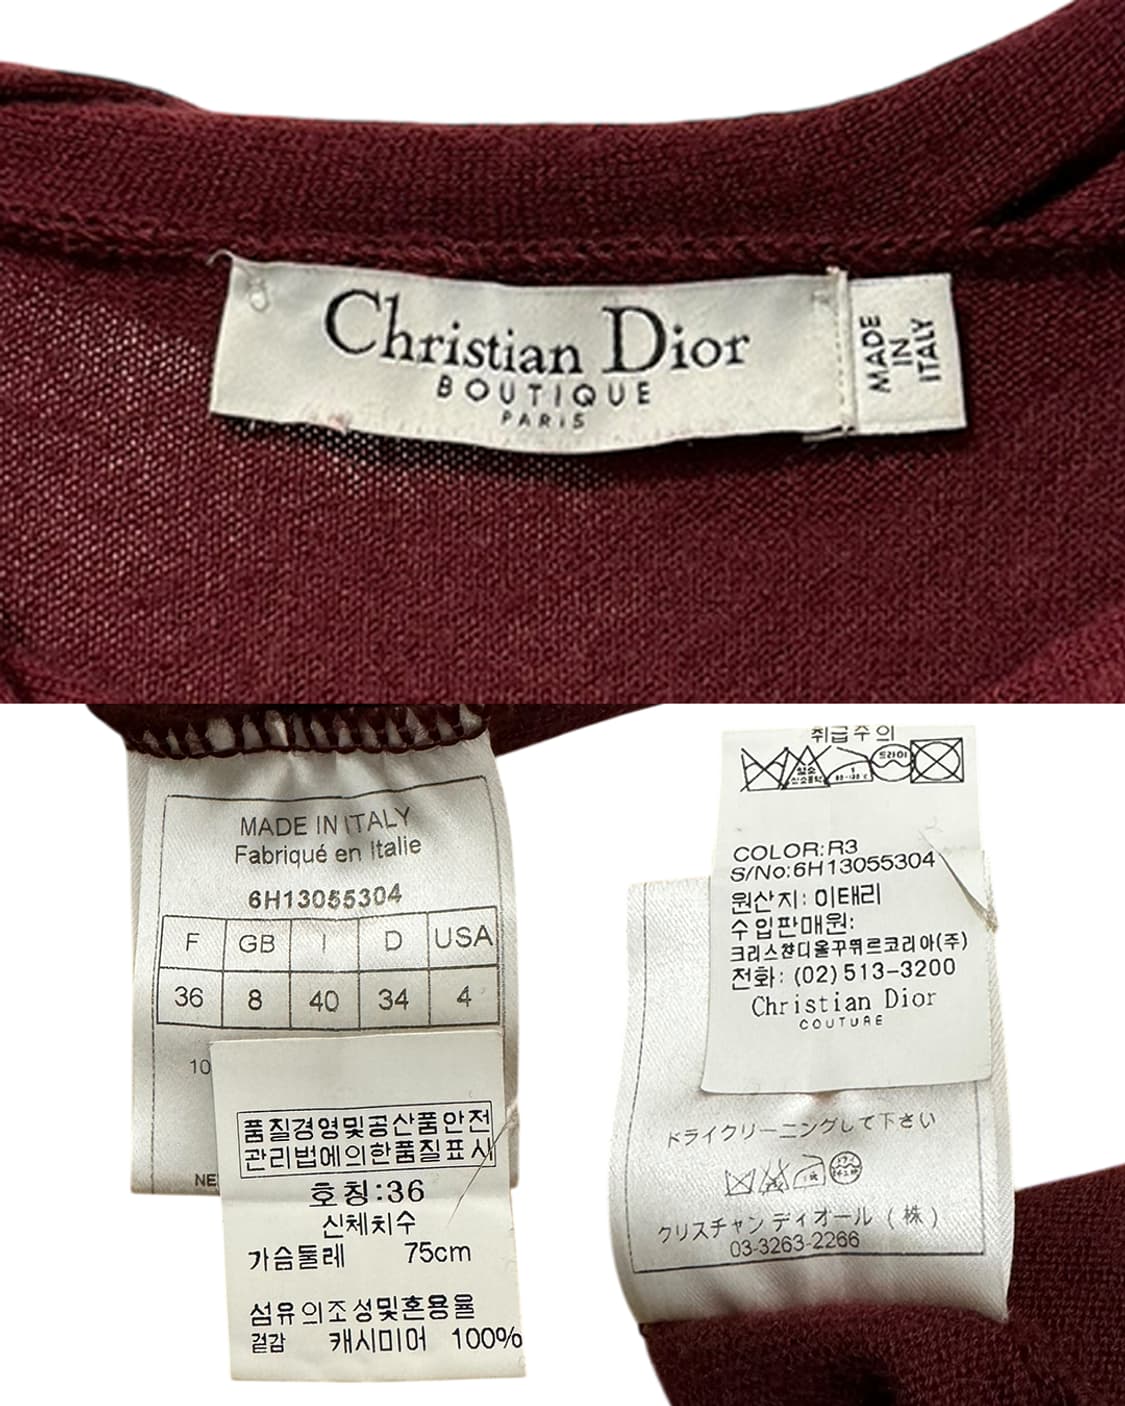 Christian Dior
BOUTIQUE
PARIS
MADE
IN
ITALY
MADE IN ITALY
Fabriqué en Italie
6H13055304
F GB I D USA
36 8 40 34 4
10
NE
품질경영및공산품안전
관리법에의한품질표시
호칭:36
신체치수
가슴둘레 75cm
섬유의조성및혼용율
겉감 캐시미어 100%
취급주의
드라이
COLOR:R3
S/No:6H13055304
원산지: 이태리
수입판매원:
크리스챤디올꾸뛰르코리아(주)
전화: (02)513-3200
Christian Dior
COUTURE
ドライクリーニングして下さい
クリスチャン ディオール (株)
03-3263-2266